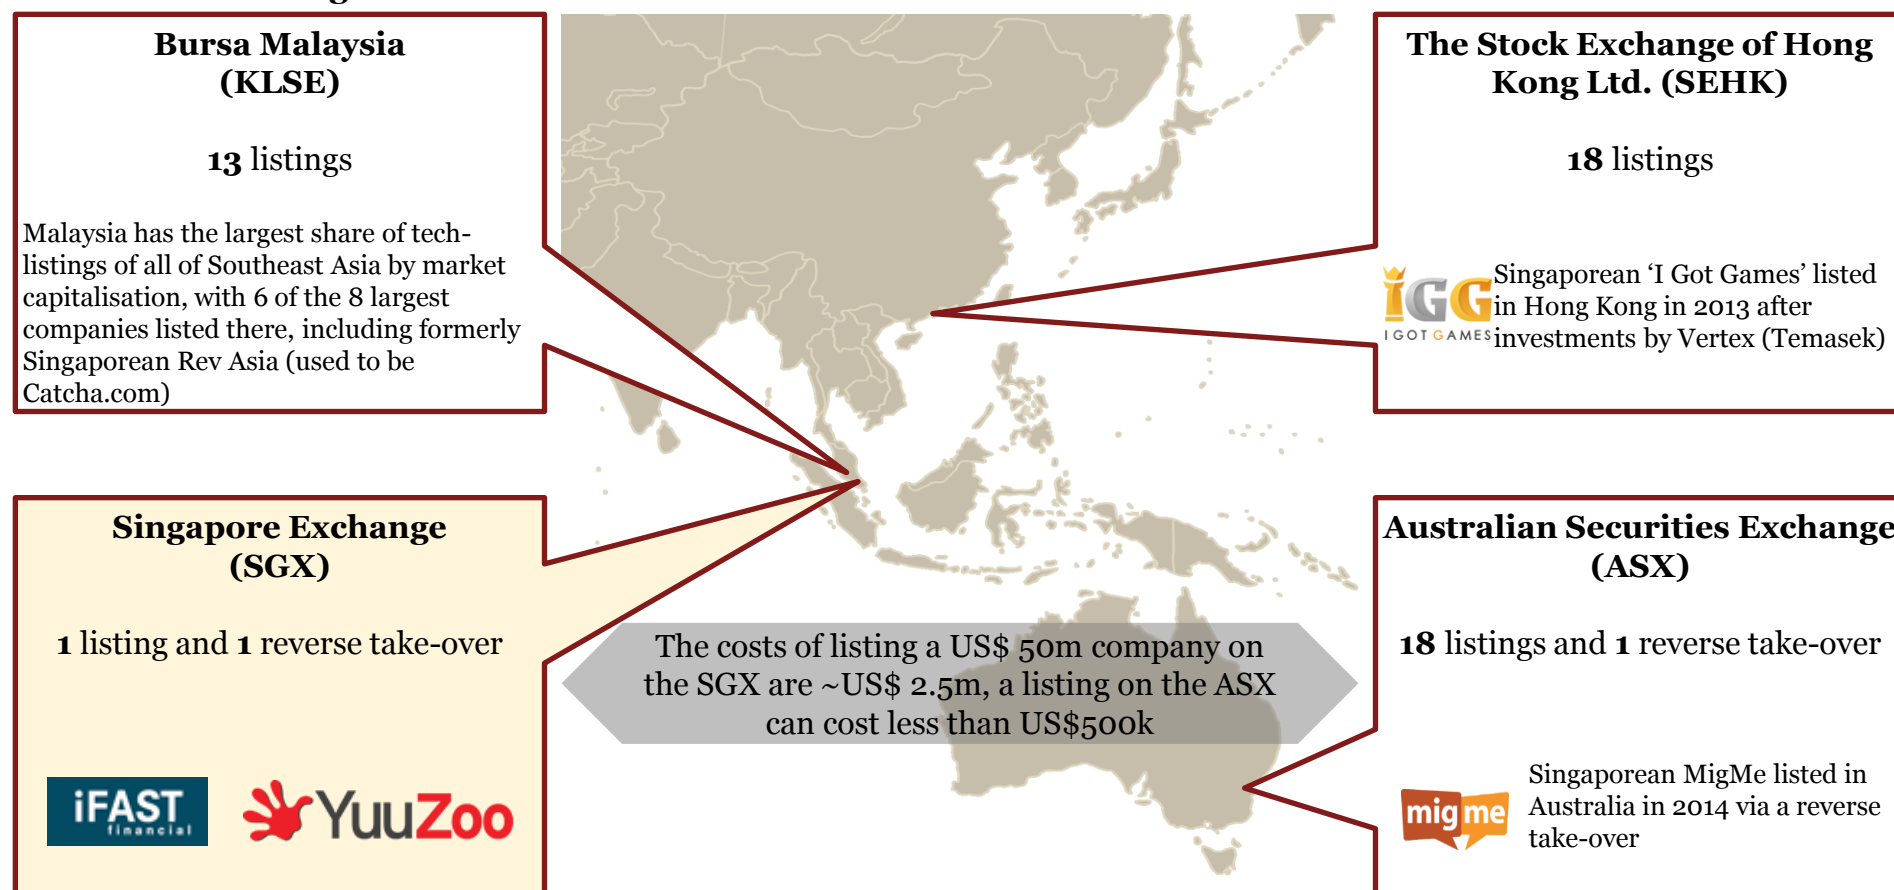 Bursa Malaysia
(KLSE)
13 listings
Malaysia has the largest share of tech-
listings of all of Southeast Asia by market
capitalisation, with 6 of the 8 largest
companies listed there, including formerly
Singaporean Rev Asia (used to be
Catcha.com)
The Stock Exchange of Hong
Kong Ltd. (SEHK)
18 listings
IGG
I GOT GAMES
Singaporean ‘I Got Games’ listed
in Hong Kong in 2013 after
investments by Vertex (Temasek)
Singapore Exchange
(SGX)
1 listing and 1 reverse take-over
iFAST
financial
YuuZoo
The costs of listing a US$ 50m company on
the SGX are ~US$ 2.5m, a listing on the ASX
can cost less than US$500k
Australian Securities Exchange
(ASX)
18 listings and 1 reverse take-over
migme
Singaporean MigMe listed in
Australia in 2014 via a reverse
take-over